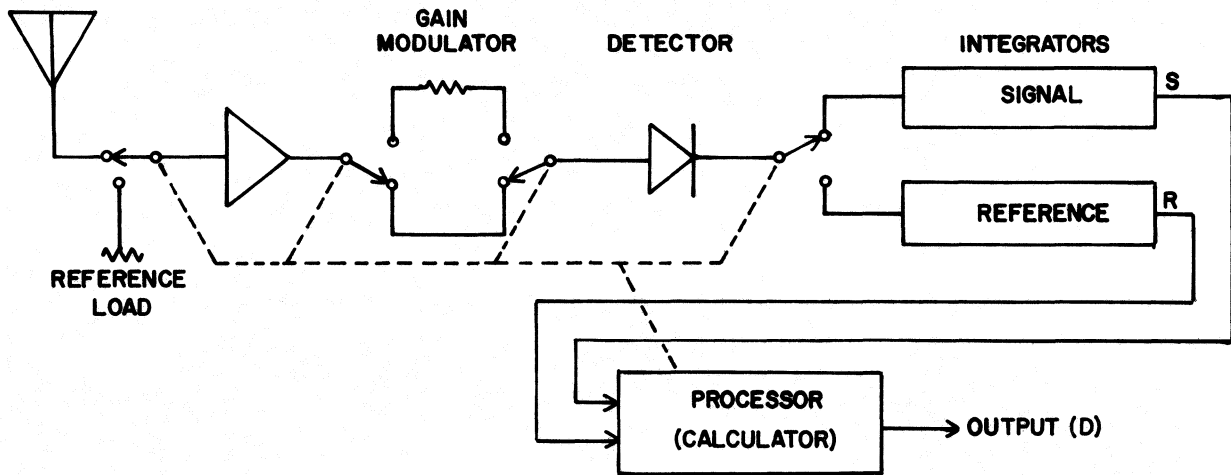 GAIN
MODULATOR
DETECTOR
INTEGRATORS
SIGNAL
S
REFERENCE
R
REFERENCE
LOAD
PROCESSOR
(CALCULATOR)
OUTPUT (D)